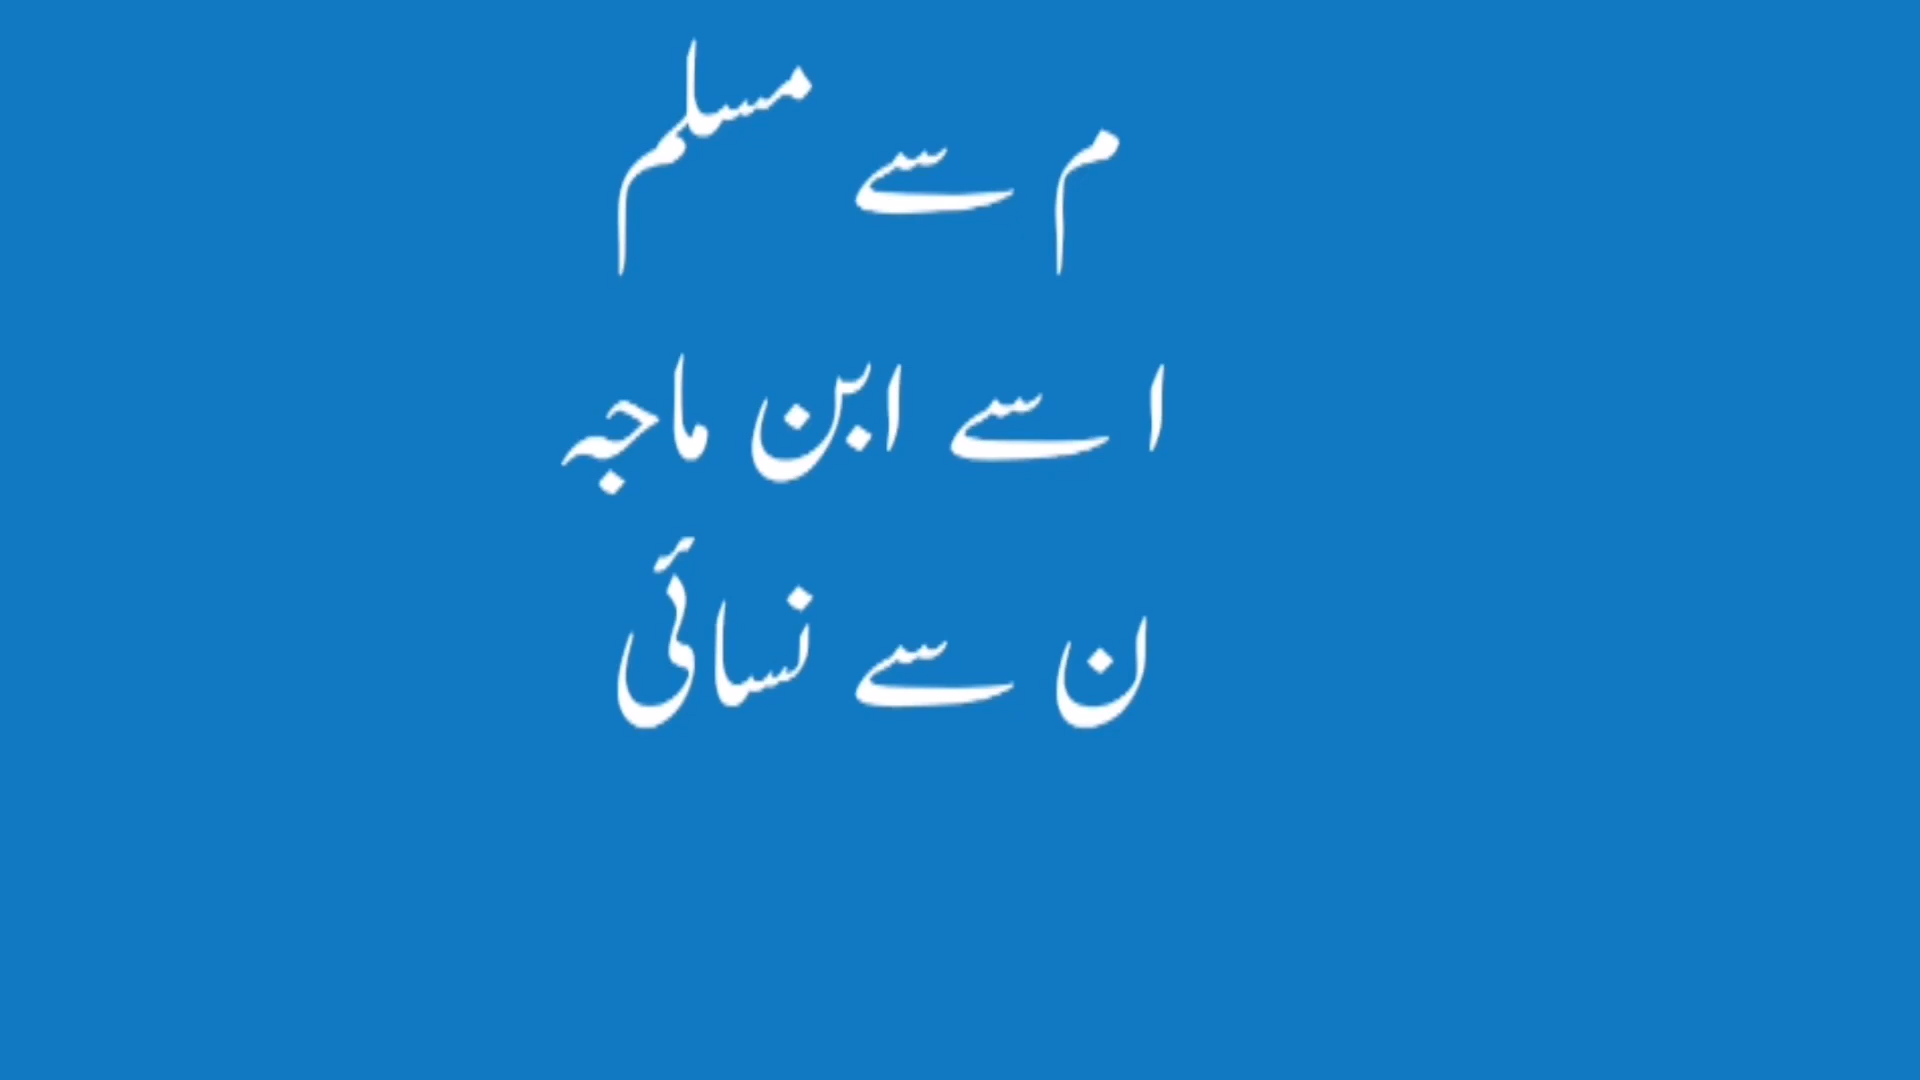 م سے مسلم
ا سے ابن ماجہ
ن سے نسائی